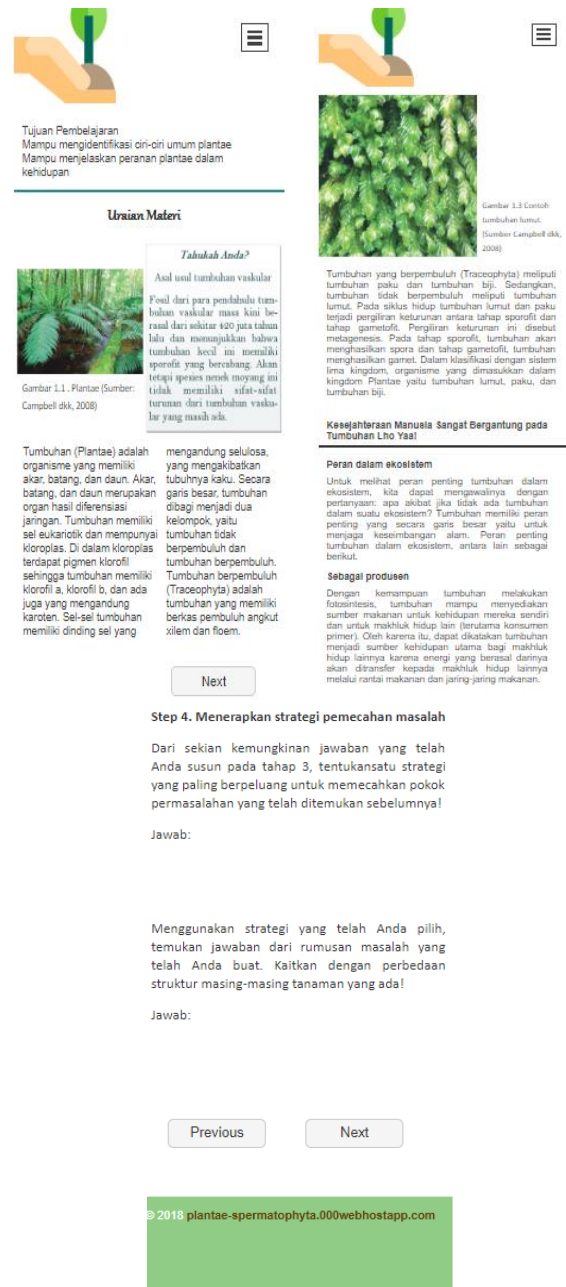 Tujuan Pembelajaran
Mampu mengidentifikasi ciri-ciri umum plantae
Mampu menjelaskan peranan plantae dalam
kehidupan
Uraian Materi
Gambar 1.1 . Plantae (Sumber:
Campbell dkk, 2008)
Tahukah Anda?
Asal usul tumbuhan vaskular
Fosil dari para pendahulu tum-
buhan vaskular masa kini be-
rasal dari sekitar 420 juta tahun
lalu dan menunjukkan bahwa
tumbuhan kecil ini memiliki
sporofit yang bercabang. Akan
tetapi spesies nenek moyang ini
tidak memiliki sifat-sifat
turunan dari tumbuhan vasku-
lar yang masih ada.
Tumbuhan (Plantae) adalah
organisme yang memiliki
akar, batang, dan daun. Akar,
batang, dan daun merupakan
organ hasil diferensiasi
jaringan. Tumbuhan memiliki
sel eukariotik dan mempunyai
kloroplas. Di dalam kloroplas
terdapat pigmen klorofil
sehingga tumbuhan memiliki
klorofil a, klorofil b, dan ada
juga yang mengandung
karoten. Sel-sel tumbuhan
memiliki dinding sel yang
mengandung selulosa,
yang mengakibatkan
tubuhnya kaku. Secara
garis besar, tumbuhan
dibagi menjadi dua
kelompok, yaitu
tumbuhan tidak
berpembuluh dan
tumbuhan berpembuluh.
Tumbuhan berpembuluh
(Traceophyta) adalah
tumbuhan yang memiliki
berkas pembuluh angkut
xilem dan floem.
Next
Gambar 1.3 Contoh
tumbuhan lumut.
(Sumber Campbell dkk,
2008)
Tumbuhan yang berpembuluh (Traceophyta) meliputi
tumbuhan paku dan tumbuhan biji. Sedangkan,
tumbuhan tidak berpembuluh meliputi tumbuhan
lumut. Pada siklus hidup tumbuhan lumut dan paku
terjadi pergiliran keturunan antara tahap sporofit dan
tahap gametofit. Pergiliran keturunan ini disebut
metagenesis. Pada tahap sporofit, tumbuhan akan
menghasilkan spora dan tahap gametofit, tumbuhan
menghasilkan gamet. Dalam klasifikasi dengan sistem
lima kingdom, organisme yang dimasukkan dalam
kingdom Plantae yaitu tumbuhan lumut, paku, dan
tumbuhan biji.
Kesejahteraan Manusia Sangat Bergantung pada
Tumbuhan Lho Yaa!
Peran dalam ekosistem
Untuk melihat peran penting tumbuhan dalam
ekosistem, kita dapat mengawalinya dengan
pertanyaan: apa akibat jika tidak ada tumbuhan
dalam suatu ekosistem? Tumbuhan memiliki peran
penting yang secara garis besar yaitu untuk
menjaga keseimbangan alam. Peran penting
tumbuhan dalam ekosistem, antara lain sebagai
berikut.
Sebagai produsen
Dengan kemampuan tumbuhan melakukan
fotosintesis, tumbuhan mampu menyediakan
sumber makanan untuk kehidupan mereka sendiri
dan untuk makhluk hidup lain (terutama konsumen
primer). Oleh karena itu, dapat dikatakan tumbuhan
menjadi sumber kehidupan utama bagi makhluk
hidup lainnya karena energi yang berasal darinya
akan ditransfer kepada makhluk hidup lainnya
melalui rantai makanan dan jaring-jaring makanan.
Step 4. Menerapkan strategi pemecahan masalah
Dari sekian kemungkinan jawaban yang telah
Anda susun pada tahap 3, tentukansatu strategi
yang paling berpeluang untuk memecahkan pokok
permasalahan yang telah ditemukan sebelumnya!
Jawab:
Menggunakan strategi yang telah Anda pilih,
temukan jawaban dari rumusan masalah yang
telah Anda buat. Kaitkan dengan perbedaan
struktur masing-masing tanaman yang ada!
Jawab:
Previous
Next
© 2018 plantae-spermatophyta.000webhostapp.com